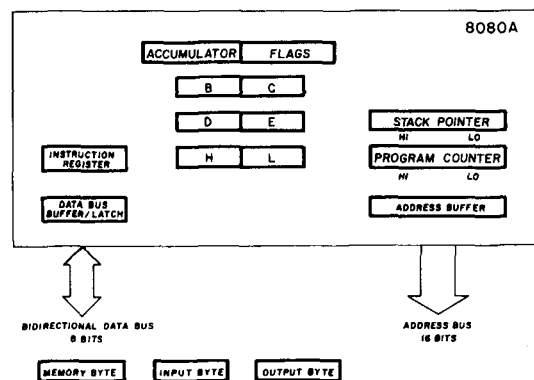 8080A
ACCUMULATOR FLAGS
B C
D E
H L
STACK POINTER
HI LO
PROGRAM COUNTER
HI LO
ADDRESS BUFFER
INSTRUCTION
REGISTER
DATA BUS
BUFFER/LATCH
BIDIRECTIONAL DATA BUS
8 BITS
ADDRESS BUS
16 BITS
MEMORY BYTE INPUT BYTE OUTPUT BYTE